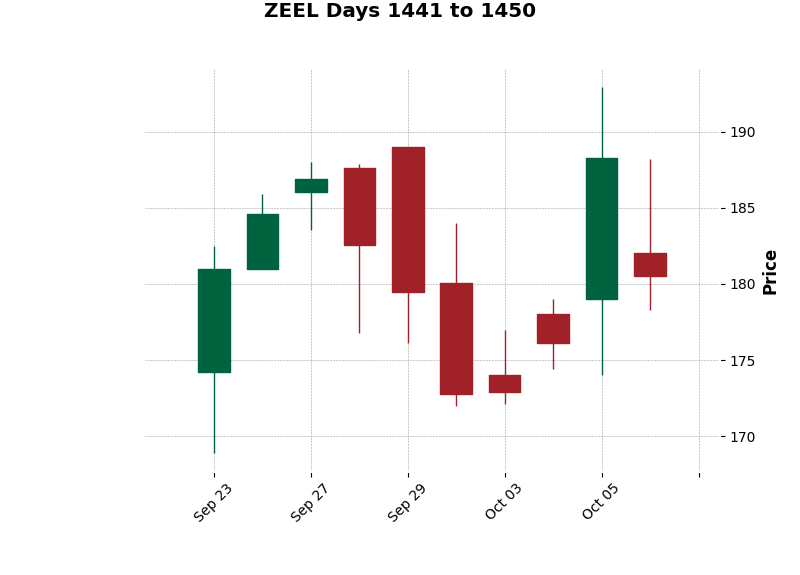 ZEEL Days 1441 to 1450
190
185
180
175
170
Price
Sep 23
Sep 27
Sep 29
Oct 03
Oct 05